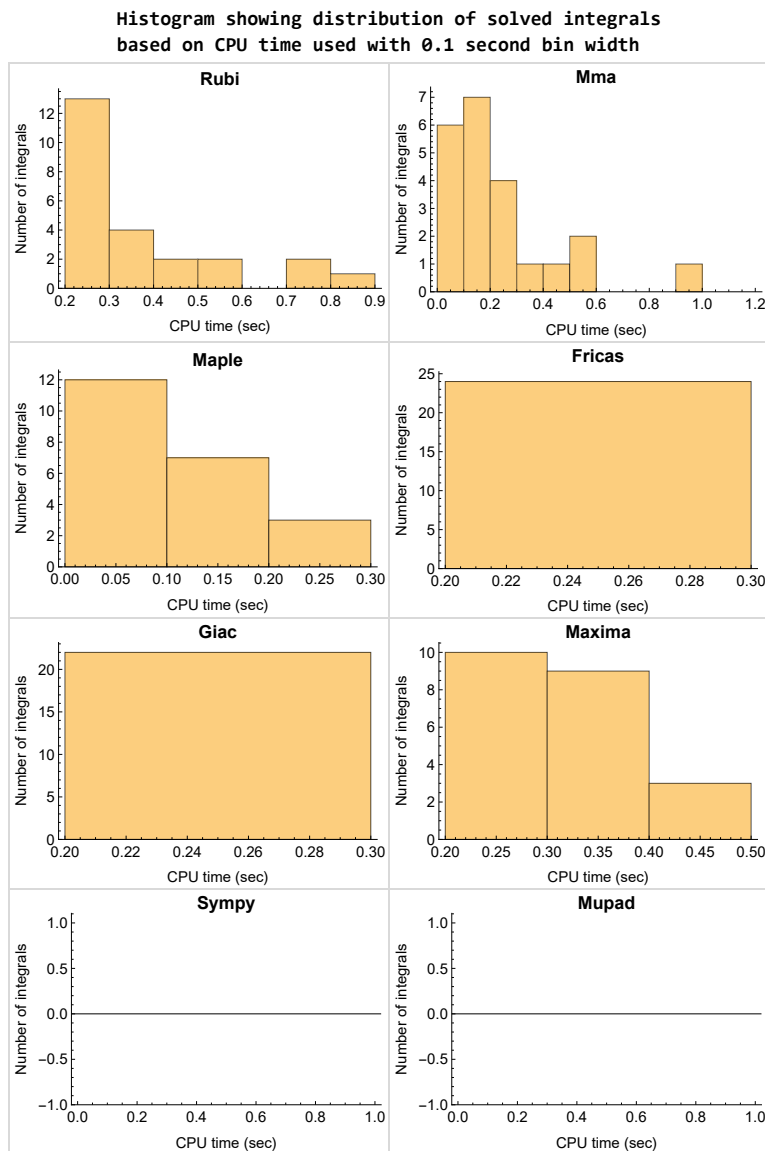 Histogram showing distribution of solved integrals
based on CPU time used with 0.1 second bin width
Rubi
Number of integrals
12
10
8
6
4
2
0
0.2 0.3 0.4 0.5 0.6 0.7 0.8 0.9
CPU time (sec)
Mma
Number of integrals
7
6
5
4
3
2
1
0
0.0 0.2 0.4 0.6 0.8 1.0 1.2
CPU time (sec)
Maple
Number of integrals
12
10
8
6
4
2
0
0.00 0.05 0.10 0.15 0.20 0.25 0.30
CPU time (sec)
Fricas
Number of integrals
25
20
15
10
5
0
0.20 0.22 0.24 0.26 0.28 0.30
CPU time (sec)
Giac
Number of integrals
20
15
10
5
0
0.20 0.22 0.24 0.26 0.28 0.30
CPU time (sec)
Maxima
Number of integrals
10
8
6
4
2
0
0.20 0.25 0.30 0.35 0.40 0.45 0.50
CPU time (sec)
Sympy
Number of integrals
1.0
0.5
0.0
−0.5
−1.0
0.0 0.2 0.4 0.6 0.8 1.0
CPU time (sec)
Mupad
Number of integrals
1.0
0.5
0.0
−0.5
−1.0
0.0 0.2 0.4 0.6 0.8 1.0
CPU time (sec)